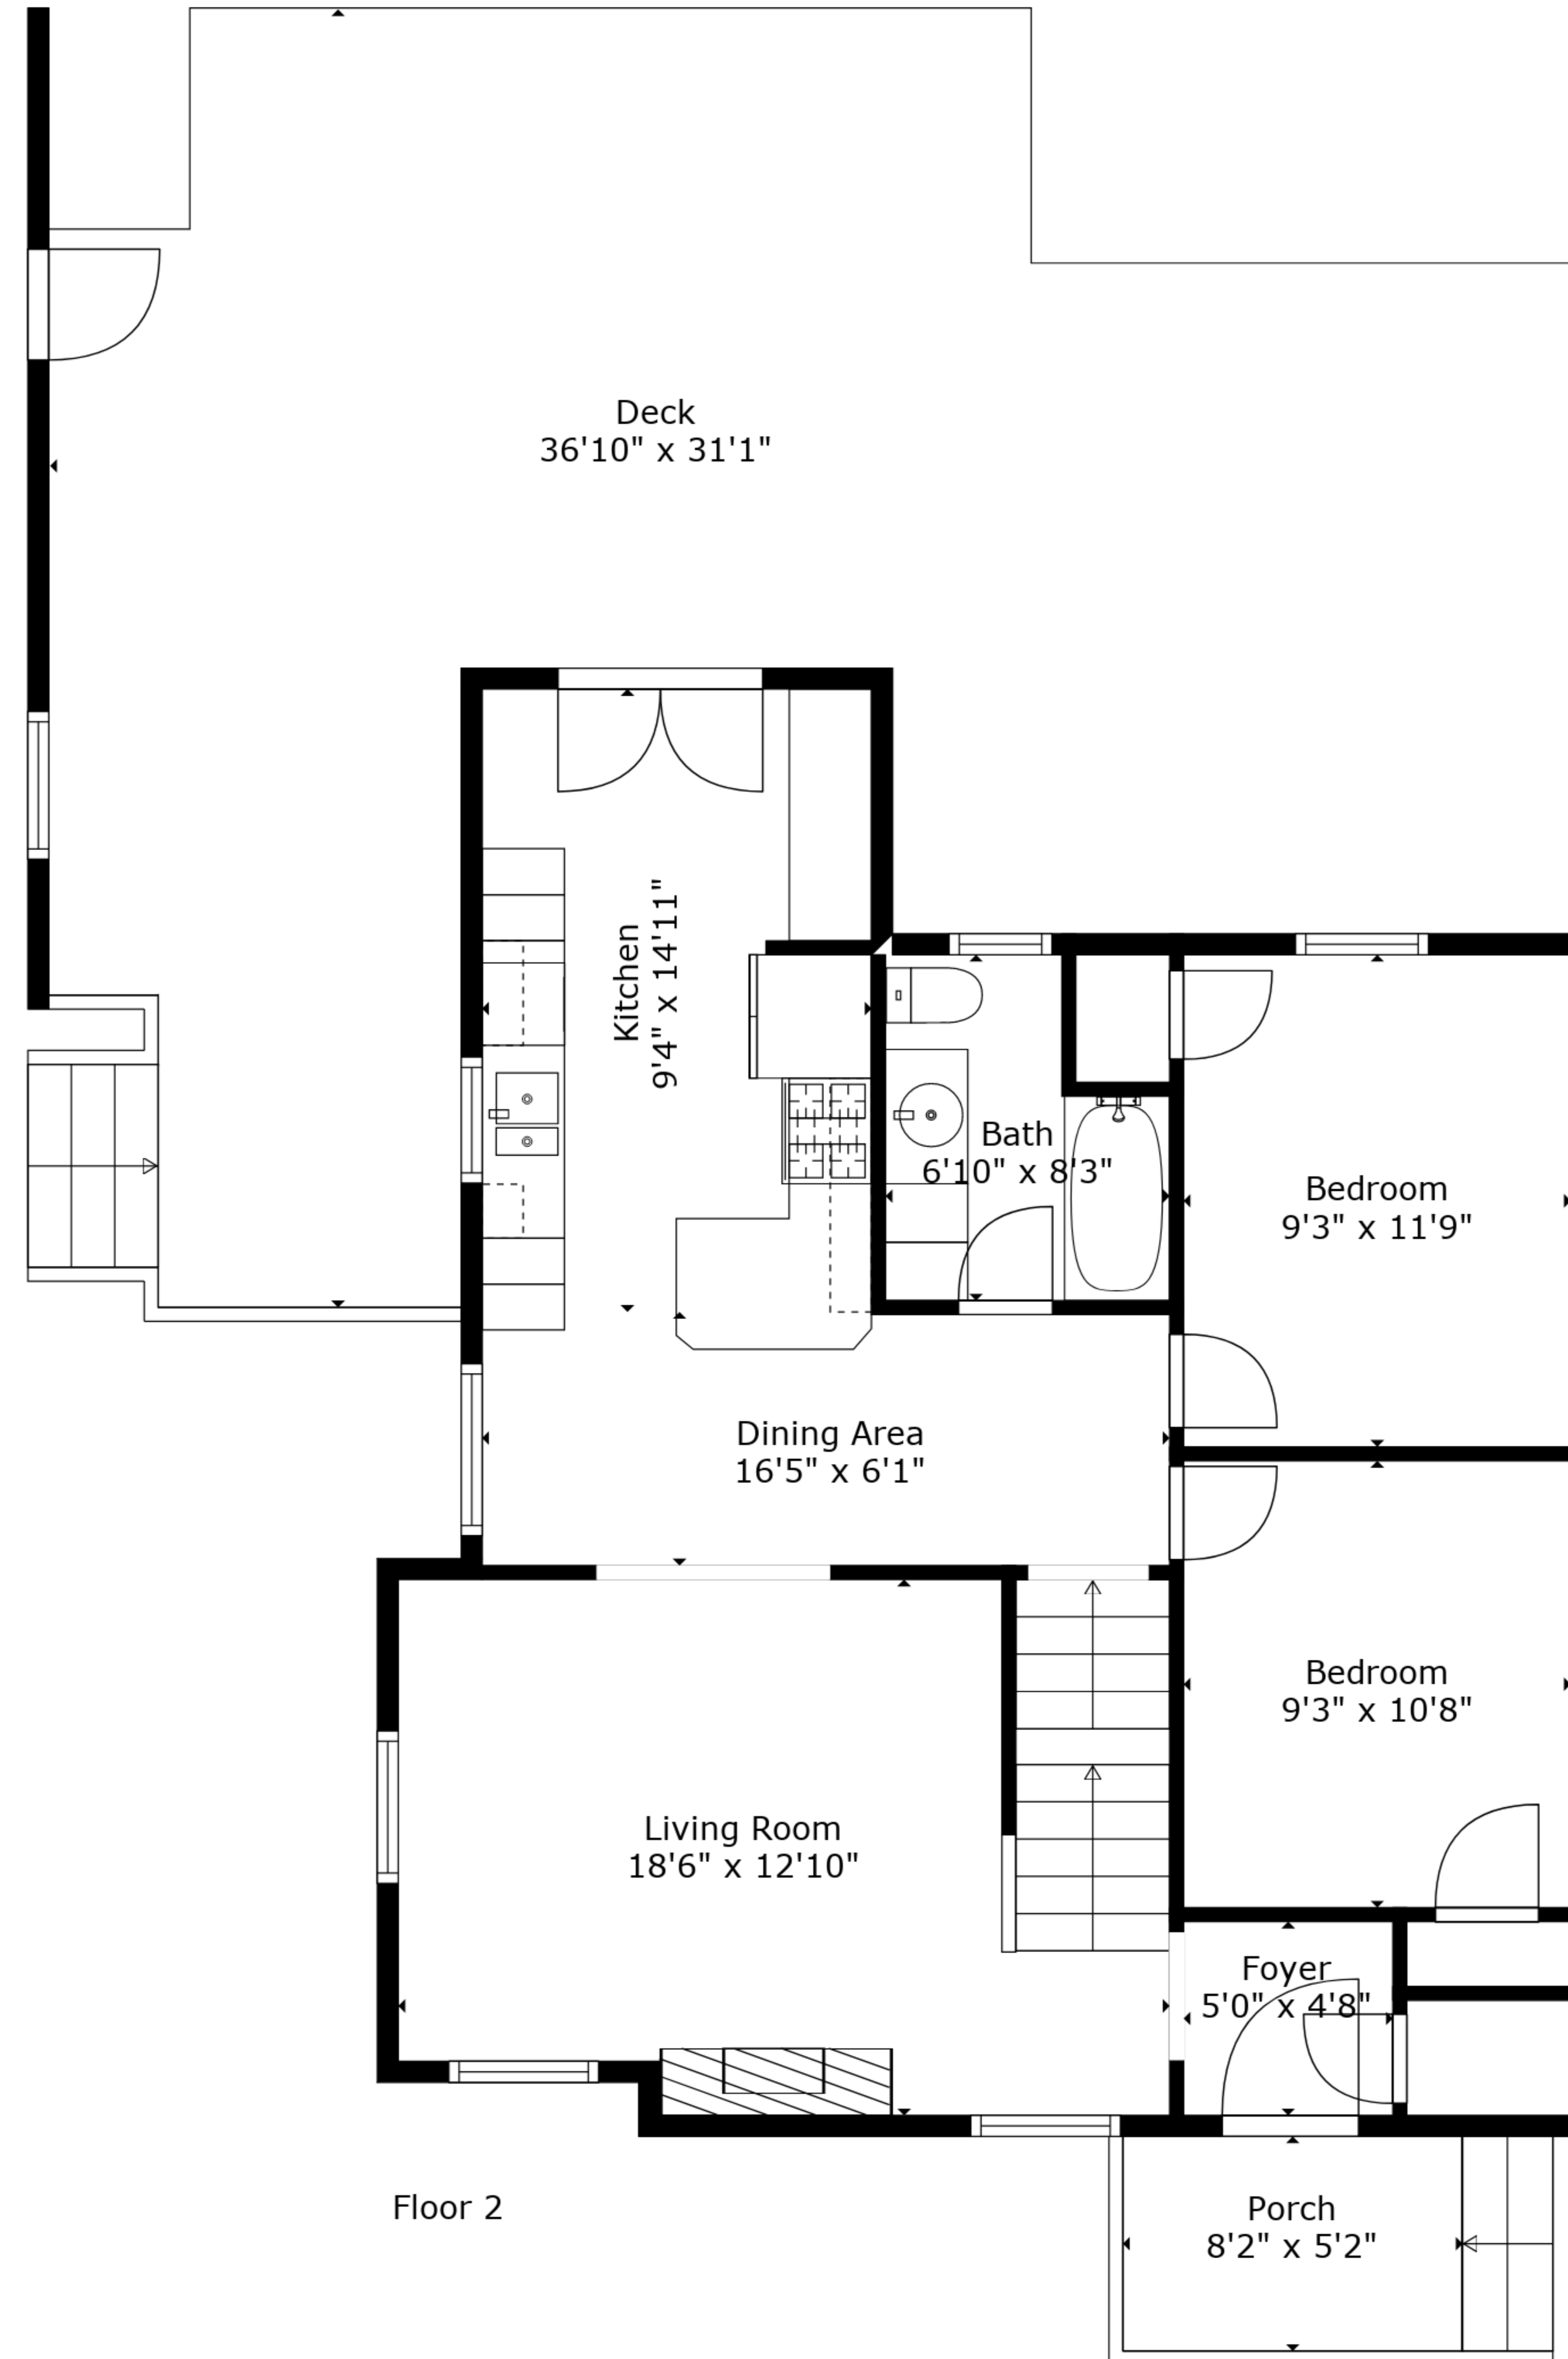 Deck
36'10" x 31'1"
Kitchen
9'4" x 14'11"
Bath
6'10" x 8'3"
Bedroom
9'3" x 11'9"
Dining Area
16'5" x 6'1"
Bedroom
9'3" x 10'8"
Living Room
18'6" x 12'10"
Foyer
5'0" x 4'8"
Floor 2
Porch
8'2" x 5'2"